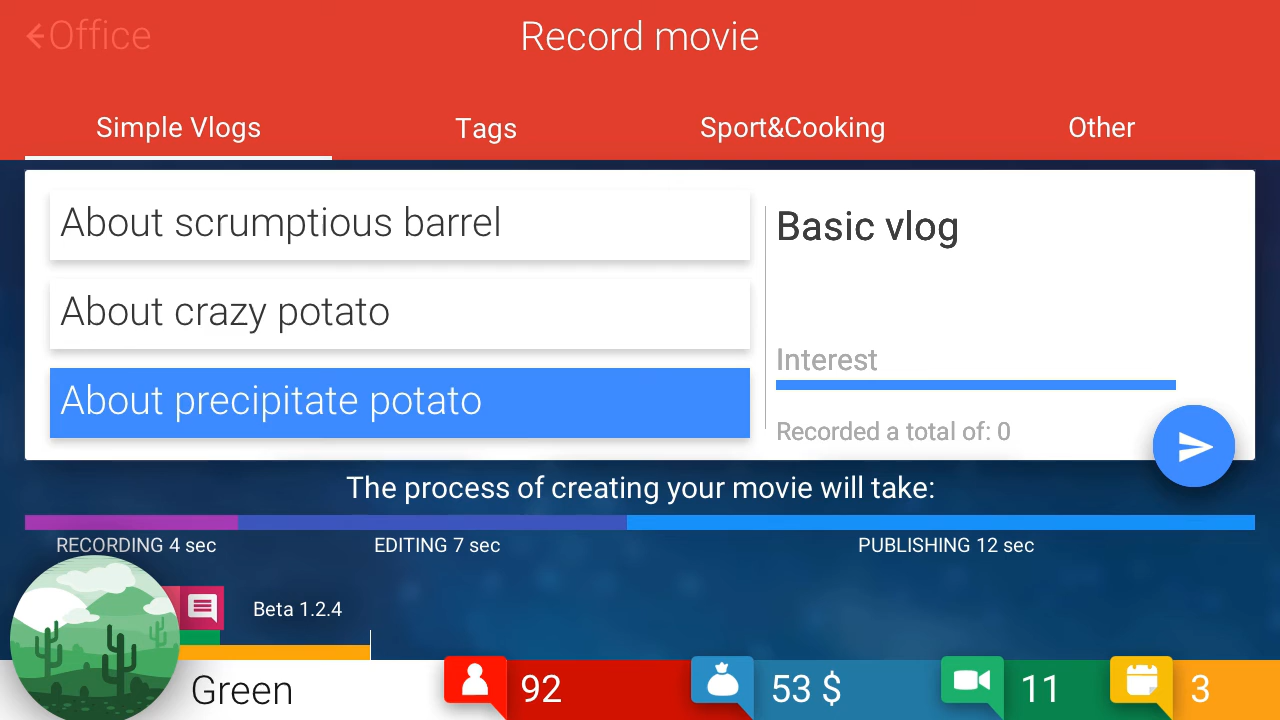 Office
Record movie
Simple Vlogs
Tags
Sport&Cooking
Other
About scrumptious barrel
About crazy potato
About precipitate potato
Basic vlog
Interest
Recorded a total of: 0
The process of creating your movie will take:
RECORDING 4 sec
EDITING 7 sec
PUBLISHING 12 sec
Beta 1.2.4
Green
92
53 $
11
3